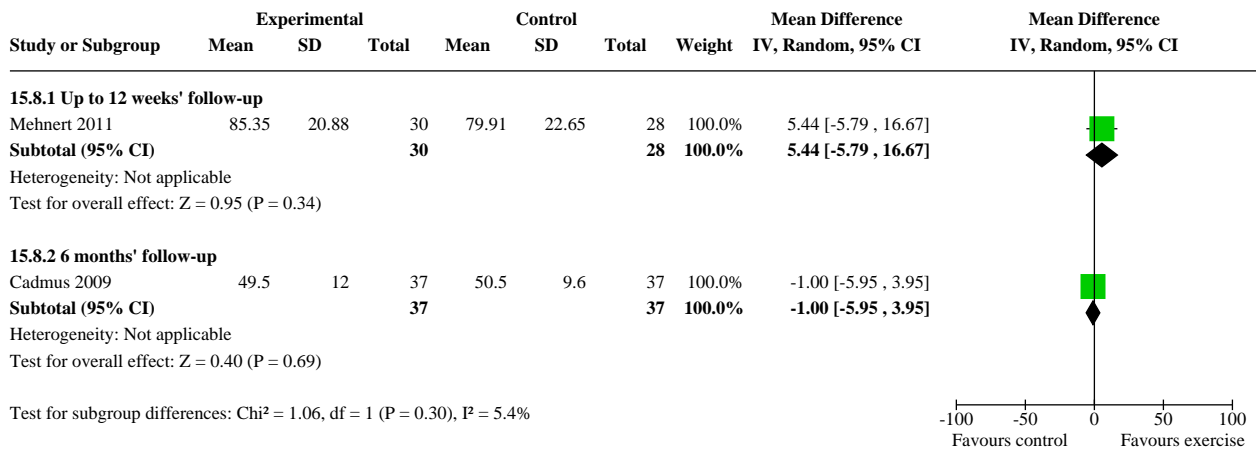 Experimental Control Mean Difference Mean Difference
Study or Subgroup Mean SD Total Mean SD Total Weight IV, Random, 95% CI IV, Random, 95% CI
15.8.1 Up to 12 weeks' follow-up
Mehnert 2011 85.35 20.88 30 79.91 22.65 28 100.0% 5.44 [-5.79 , 16.67]
Subtotal (95% CI) 30 28 100.0% 5.44 [-5.79 , 16.67]
Heterogeneity: Not applicable
Test for overall effect: Z = 0.95 (P = 0.34)
15.8.2 6 months' follow-up
Cadmus 2009 49.5 12 37 50.5 9.6 37 100.0% -1.00 [-5.95 , 3.95]
Subtotal (95% CI) 37 37 100.0% -1.00 [-5.95 , 3.95]
Heterogeneity: Not applicable
Test for overall effect: Z = 0.40 (P = 0.69)
Test for subgroup differences: Chi² = 1.06, df = 1 (P = 0.30), I² = 5.4%
-100 -50 0 50 100
Favours control Favours exercise